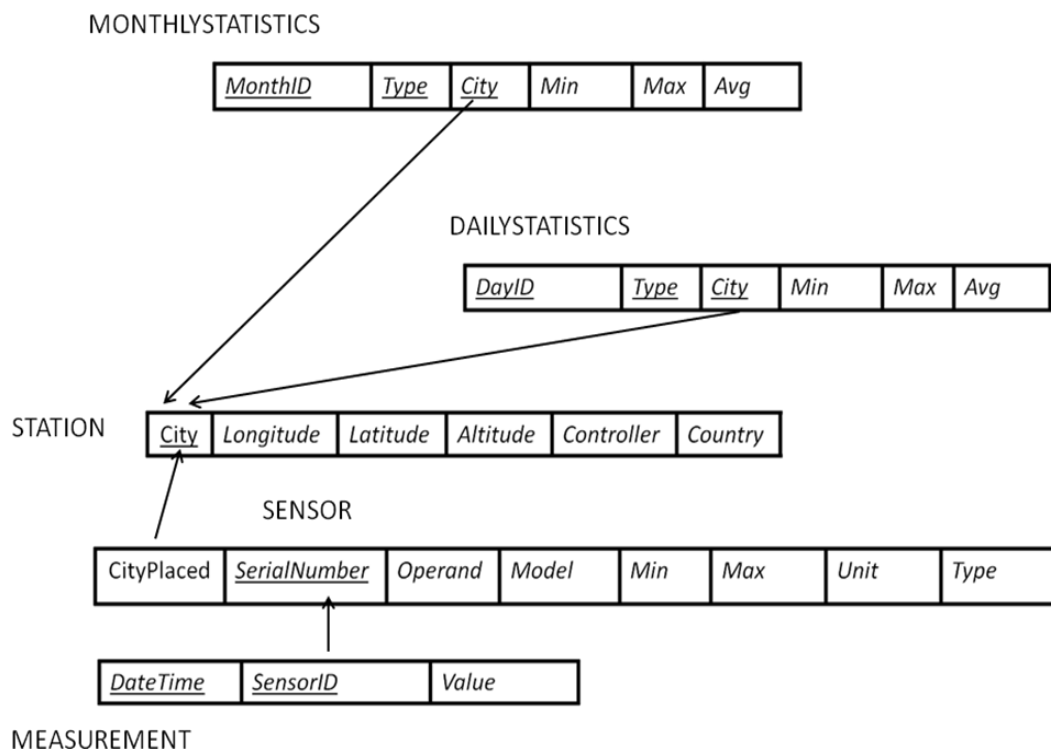 MONTHLYSTATISTICS
MonthID Type City Min Max Avg
DAILYSTATISTICS
DayID Type City Min Max Avg
STATION City Longitude Latitude Altitude Controller Country
SENSOR
CityPlaced SerialNumber Operand Model Min Max Unit Type
DateTime SensorID Value
MEASUREMENT